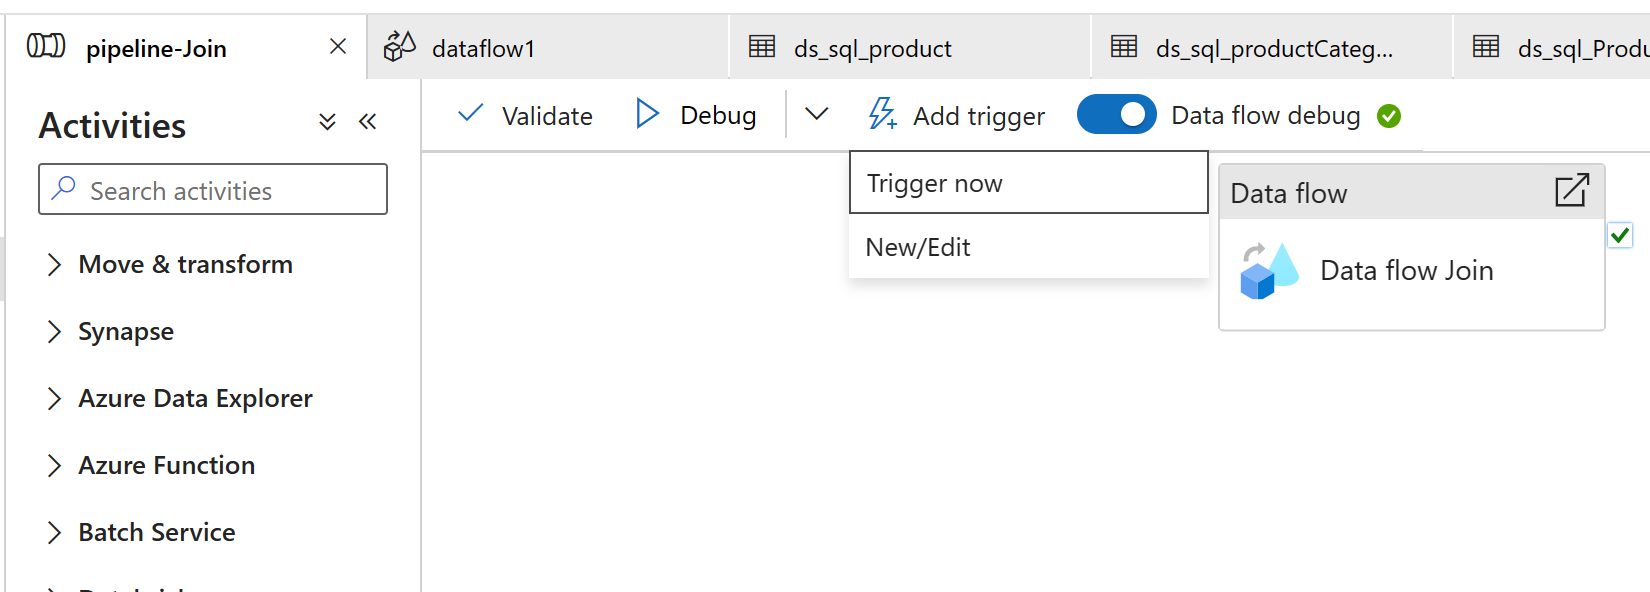 pipeline-Join
dataflow1
ds_sql_product
ds_sql_productCateg...
ds_sql_Produ
Activities
Search activities
Move & transform
Synapse
Azure Data Explorer
Azure Function
Batch Service
Validate
Debug
Add trigger
Data flow debug
Trigger now
New/Edit
Data flow
Data flow Join